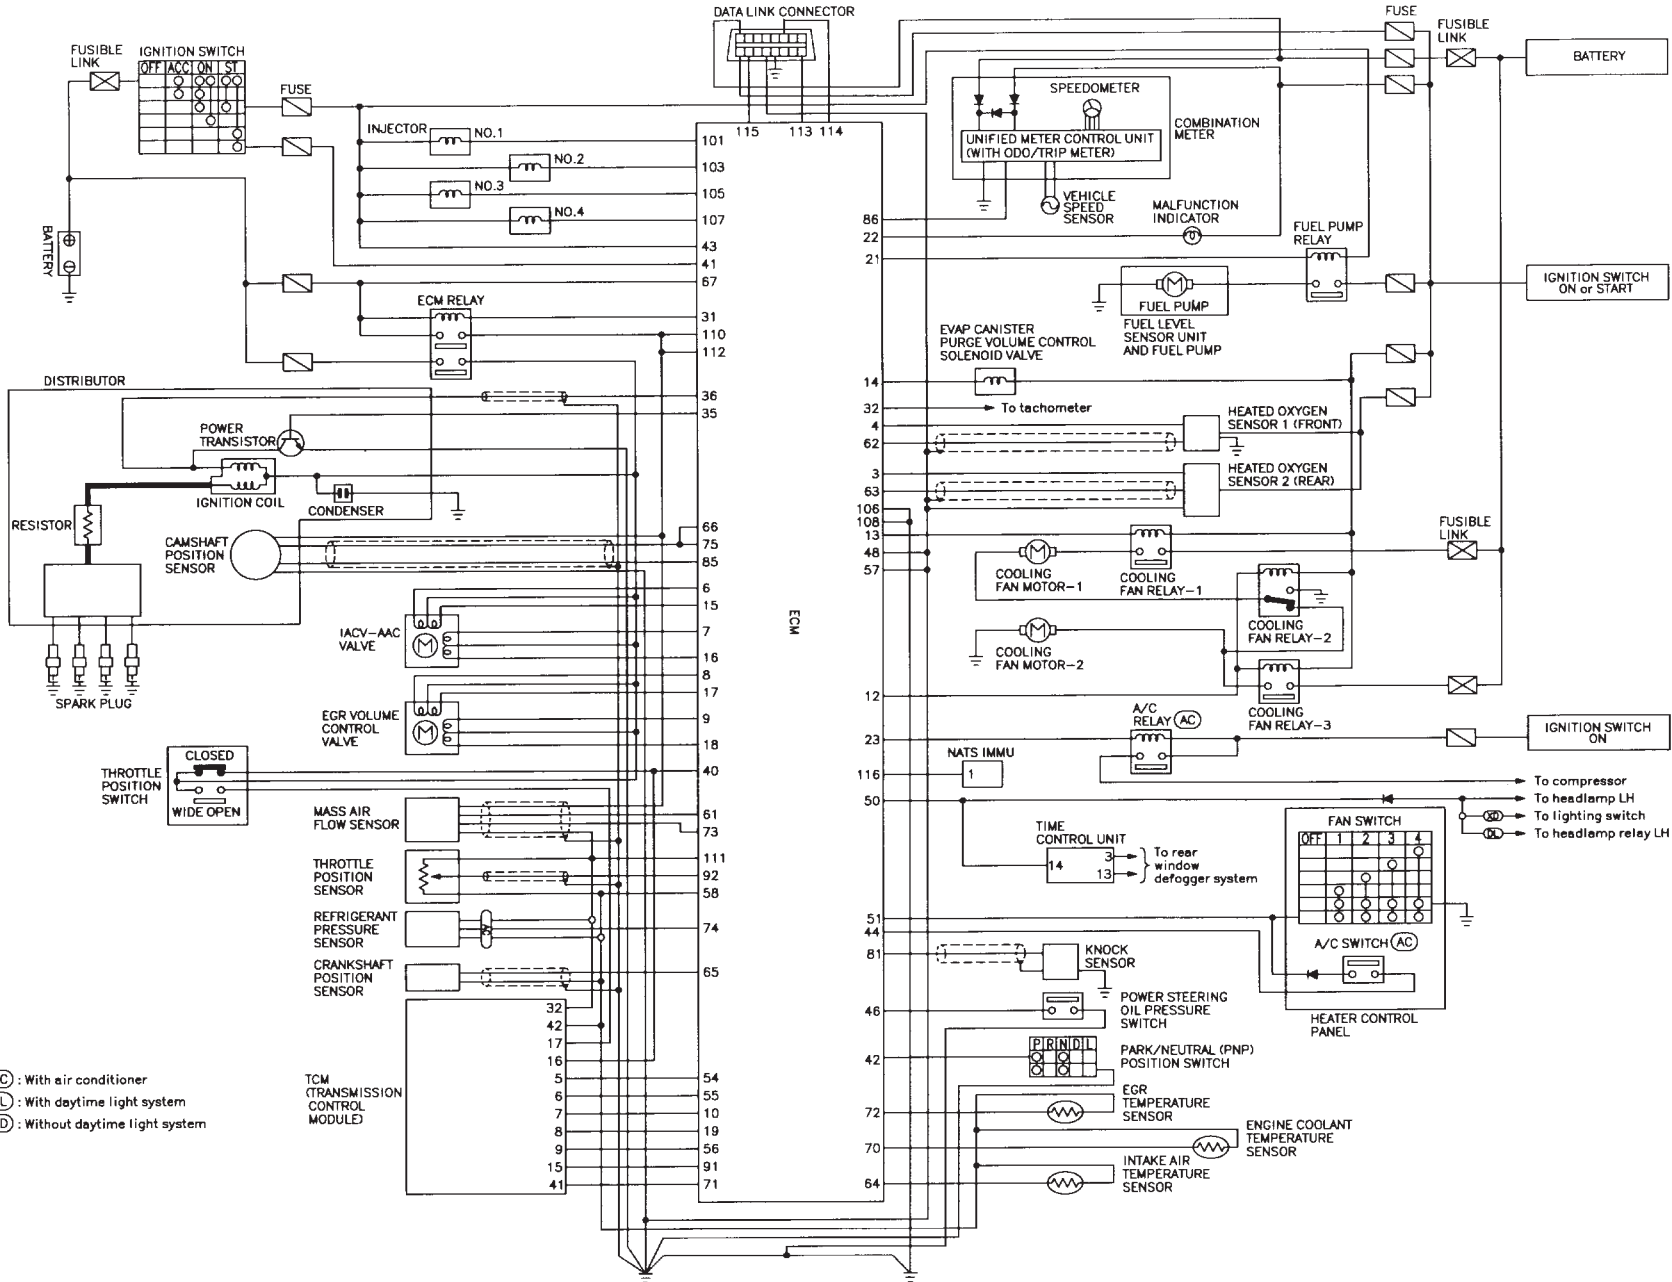 DATA LINK CONNECTOR
FUSE
FUSIBLE
LINK
BATTERY
FUSIBLE
LINK
IGNITION SWITCH
OFF ACC ON ST
FUSE
INJECTOR
NO.1
NO.2
NO.3
NO.4
BATTERY
ECM RELAY
115 113 114
101
103
105
107
43
41
67
31
110
112
36
35
66
75
85
6
15
7
16
8
17
9
18
40
61
73
111
92
58
74
65
54
55
10
19
56
91
71
ECM
SPEEDOMETER
COMBINATION
METER
UNIFIED METER CONTROL UNIT
(WITH ODO/TRIP METER)
VEHICLE
SPEED
SENSOR
MALFUNCTION
INDICATOR
FUEL PUMP
RELAY
M
FUEL PUMP
FUEL LEVEL
SENSOR UNIT
AND FUEL PUMP
IGNITION SWITCH
ON or START
EVAP CANISTER
PURGE VOLUME CONTROL
SOLENOID VALVE
To tachometer
HEATED OXYGEN
SENSOR 1 (FRONT)
HEATED OXYGEN
SENSOR 2 (REAR)
86
22
21
14
32
4
62
3
63
106
108
13
48
57
12
23
116
50
51
44
81
46
42
72
70
64
FUSIBLE
LINK
M
COOLING
FAN MOTOR-1
COOLING
FAN RELAY-1
COOLING
FAN RELAY-2
M
COOLING
FAN MOTOR-2
COOLING
FAN RELAY-3
A/C
RELAY AC
IGNITION SWITCH
ON
NATS IMMU
1
To compressor
To headlamp LH
XD To lighting switch
DL To headlamp relay LH
TIME
CONTROL UNIT
14
3
13
To rear
window
defogger system
FAN SWITCH
OFF 1 2 3 4
A/C SWITCH AC
HEATER CONTROL
PANEL
KNOCK
SENSOR
POWER STEERING
OIL PRESSURE
SWITCH
P R N D L
PARK/NEUTRAL (PNP)
POSITION SWITCH
EGR
TEMPERATURE
SENSOR
ENGINE COOLANT
TEMPERATURE
SENSOR
INTAKE AIR
TEMPERATURE
SENSOR
DISTRIBUTOR
POWER
TRANSISTOR
IGNITION COIL
CONDENSER
RESISTOR
CAMSHAFT
POSITION
SENSOR
SPARK PLUG
IACV-AAC
VALVE
M
EGR VOLUME
CONTROL
VALVE
M
CLOSED
THROTTLE
POSITION
SWITCH
WIDE OPEN
MASS AIR
FLOW SENSOR
THROTTLE
POSITION
SENSOR
REFRIGERANT
PRESSURE
SENSOR
AC
CRANKSHAFT
POSITION
SENSOR
TCM
(TRANSMISSION
CONTROL
MODULE)
32
42
17
16
5
6
7
8
9
15
41
C : With air conditioner
L : With daytime light system
D : Without daytime light system